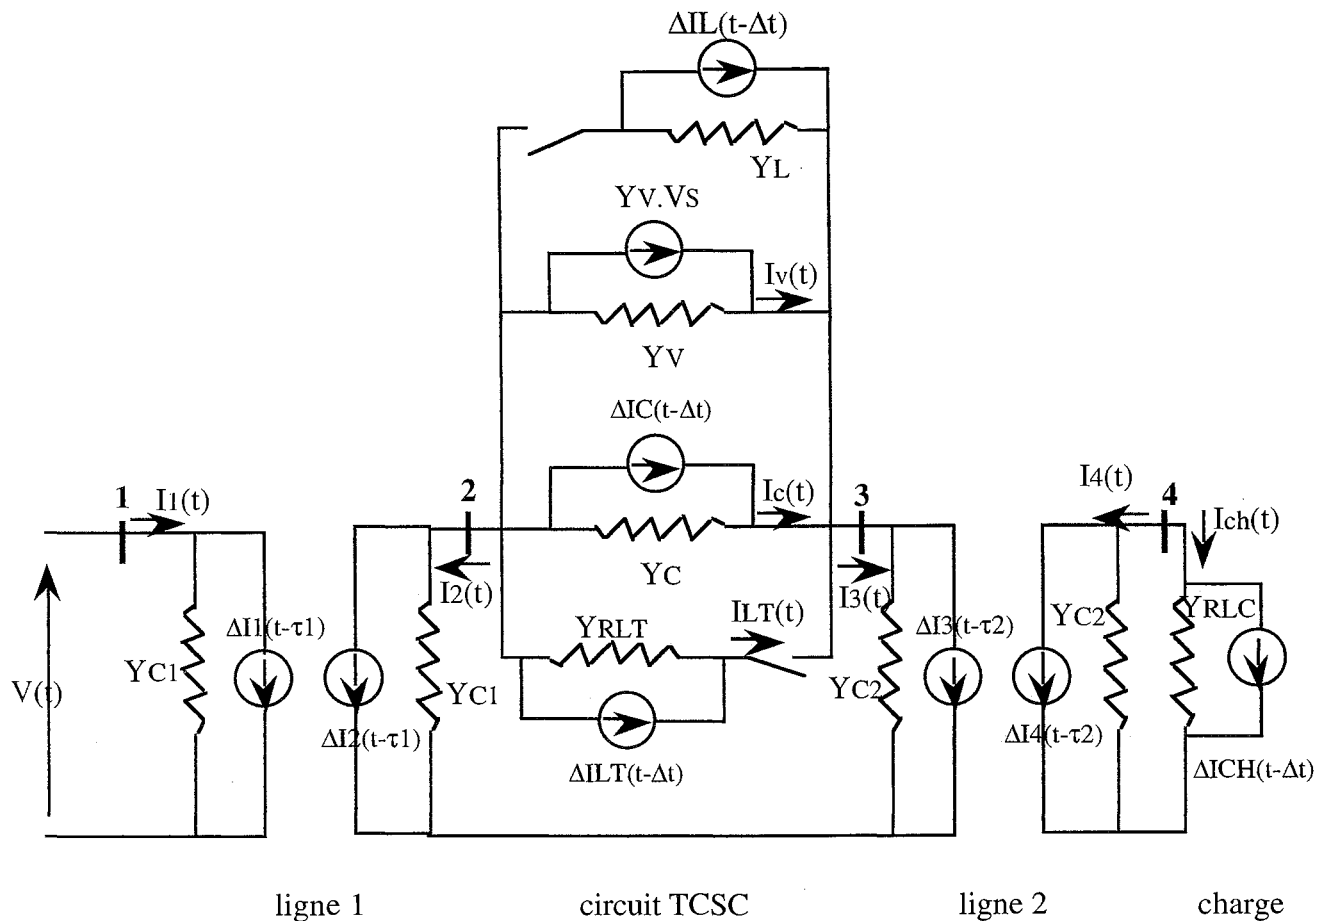 ΔIL(t-Δt)
YL
YV.VS
Iv(t)
YV
ΔIC(t-Δt)
1
I1(t)
2
Ic(t)
3
I4(t)
4
Ich(t)
YC
I2(t)
I3(t)
YRLT
ILT(t)
ΔI1(t-τ1)
ΔI3(t-τ2)
YC2
YRLC
V(t)
YC1
YC1
YC2
ΔI2(t-τ1)
ΔI4(t-τ2)
ΔILT(t-Δt)
ΔICH(t-Δt)
ligne 1
circuit TCSC
ligne 2
charge